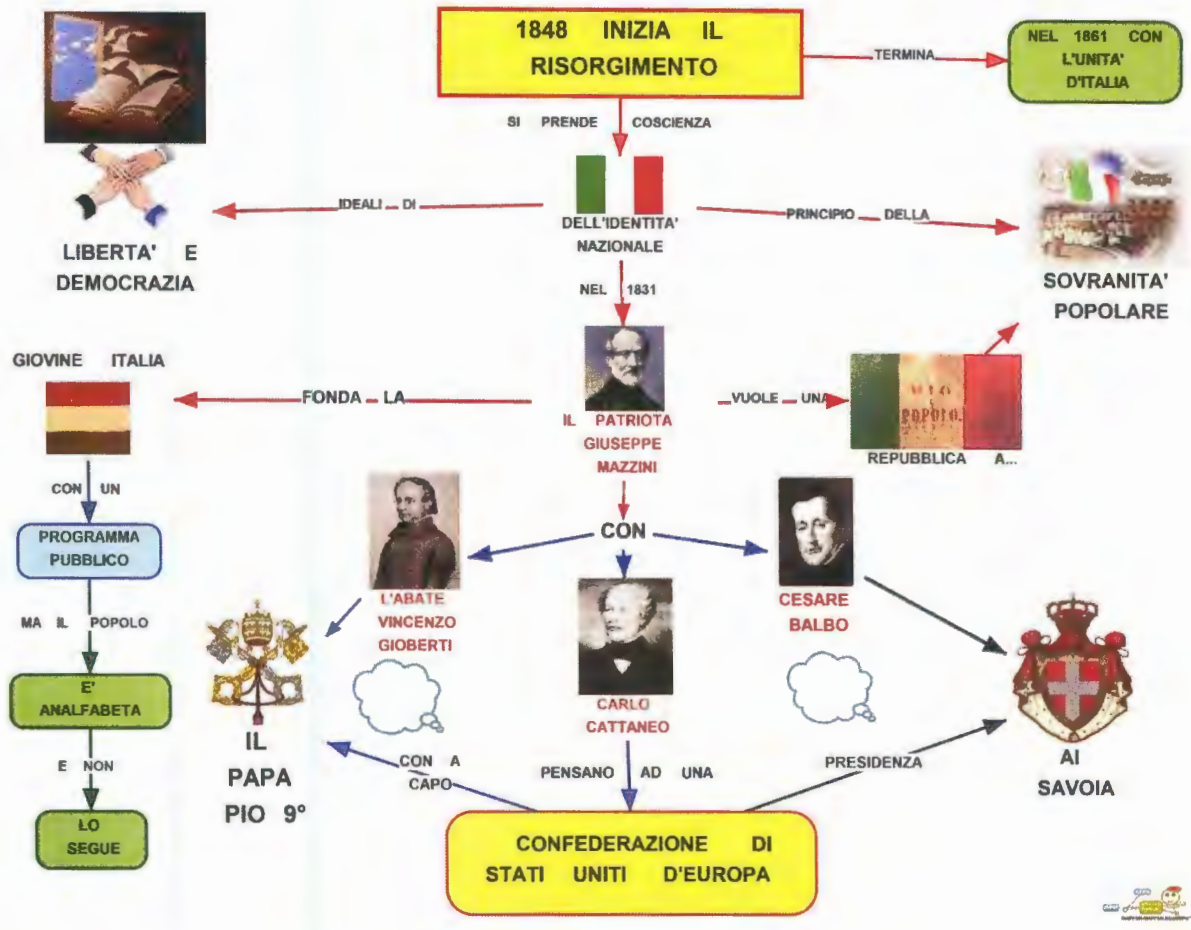 1848 INIZIA IL
RISORGIMENTO
TERMINA
NEL 1861 CON
L'UNITA'
D'ITALIA
SI PRENDE COSCIENZA
DELL'IDENTITA'
NAZIONALE
IDEALI DI
LIBERTA' E
DEMOCRAZIA
PRINCIPIO DELLA
SOVRANITA'
POPOLARE
NEL 1831
IL PATRIOTA
GIUSEPPE
MAZZINI
FONDA LA
GIOVINE ITALIA
CON UN
PROGRAMMA
PUBBLICO
MA IL POPOLO
E'
ANALFABETA
E NON
LO
SEGUE
VUOLE UNA
POPOLO.
REPUBBLICA A...
CON
L'ABATE
VINCENZO
GIOBERTI
CARLO
CATTANEO
CESARE
BALBO
IL
PAPA
PIO 9°
AI
SAVOIA
CON A
CAPO
PENSANO AD UNA
PRESIDENZA
CONFEDERAZIONE DI
STATI UNITI D'EUROPA